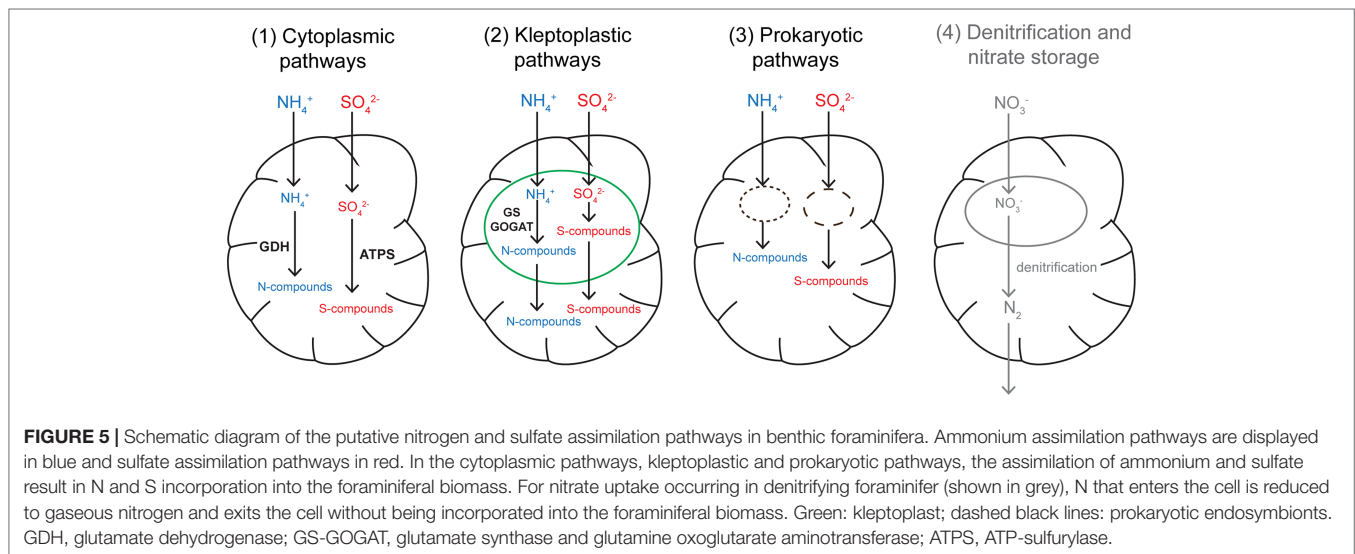 (1) Cytoplasmic
pathways
(2) Kleptoplastic
pathways
(3) Prokaryotic
pathways
(4) Denitrification and
nitrate storage
NH₄⁺ SO₄²⁻
NH₄⁺
SO₄²⁻
GDH
ATPS
N-compounds
S-compounds
NH₄⁺ SO₄²⁻
NH₄⁺ SO₄²⁻
GS
GOGAT
S-compounds
N-compounds
S-compounds
N-compounds
NH₄⁺ SO₄²⁻
N-compounds
S-compounds
NO₃⁻
NO₃⁻
denitrification
N₂
FIGURE 5 | Schematic diagram of the putative nitrogen and sulfate assimilation pathways in benthic foraminifera. Ammonium assimilation pathways are displayed
in blue and sulfate assimilation pathways in red. In the cytoplasmic pathways, kleptoplastic and prokaryotic pathways, the assimilation of ammonium and sulfate
result in N and S incorporation into the foraminiferal biomass. For nitrate uptake occurring in denitrifying foraminifer (shown in grey), N that enters the cell is reduced
to gaseous nitrogen and exits the cell without being incorporated into the foraminiferal biomass. Green: kleptoplast; dashed black lines: prokaryotic endosymbionts.
GDH, glutamate dehydrogenase; GS-GOGAT, glutamate synthase and glutamine oxoglutarate aminotransferase; ATPS, ATP-sulfurylase.